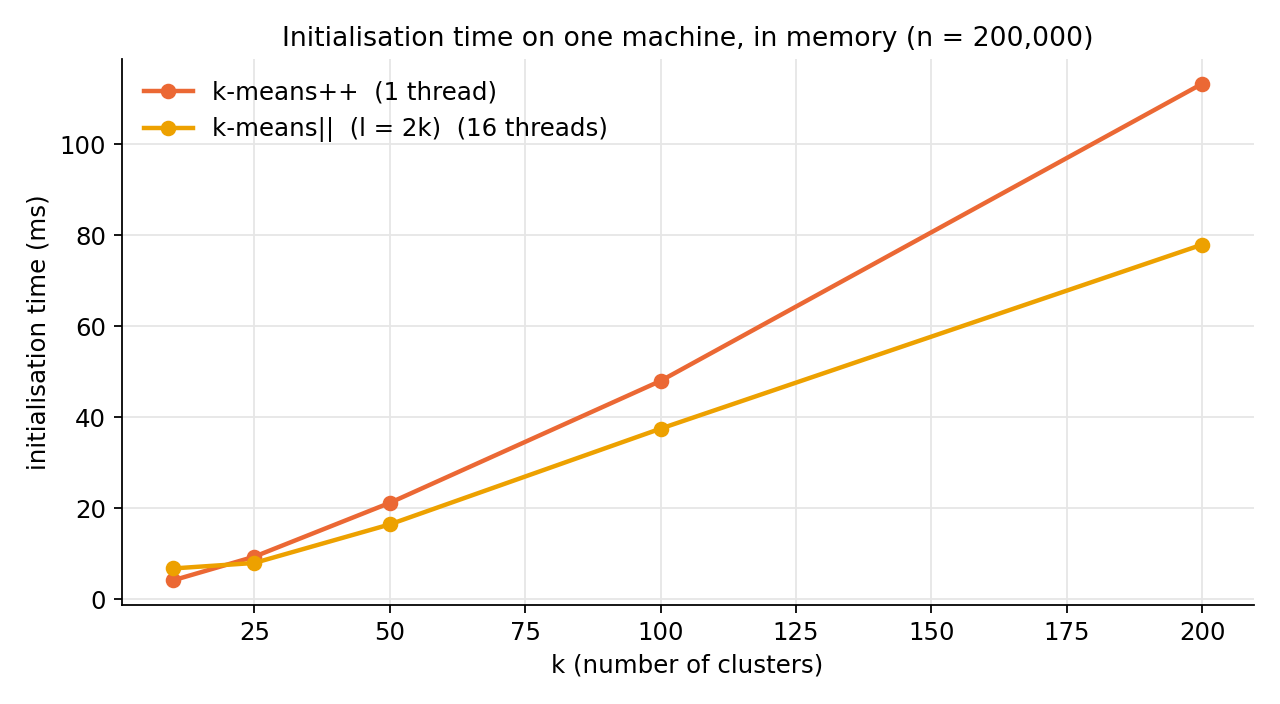 Initialisation time on one machine, in memory (n = 200,000)
k-means++  (1 thread)
k-means||  (l = 2k)  (16 threads)
initialisation time (ms)
100
80
60
40
20
0
25 50 75 100 125 150 175 200
k (number of clusters)